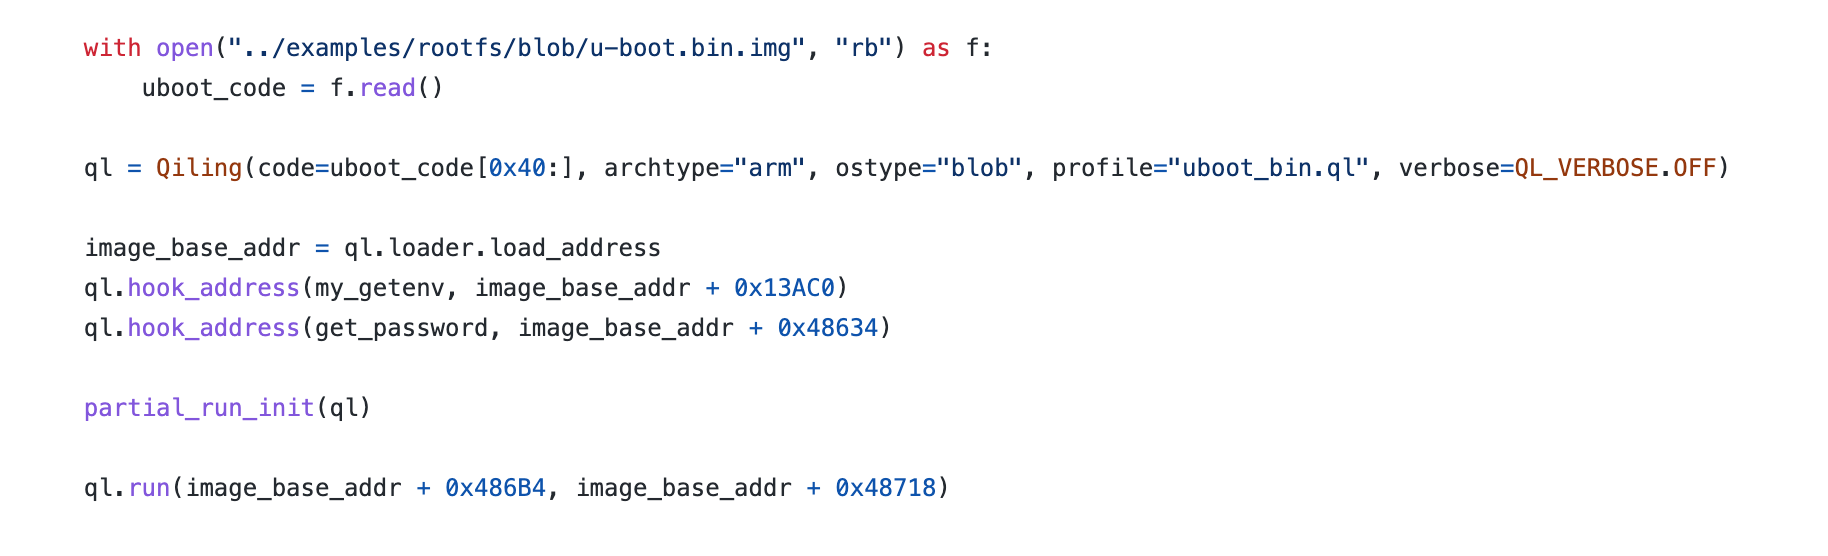 with open("../examples/rootfs/blob/u-boot.bin.img", "rb") as f:
    uboot_code = f.read()

ql = Qiling(code=uboot_code[0x40:], archtype="arm", ostype="blob", profile="uboot_bin.ql", verbose=QL_VERBOSE.OFF)

image_base_addr = ql.loader.load_address
ql.hook_address(my_getenv, image_base_addr + 0x13AC0)
ql.hook_address(get_password, image_base_addr + 0x48634)

partial_run_init(ql)

ql.run(image_base_addr + 0x486B4, image_base_addr + 0x48718)